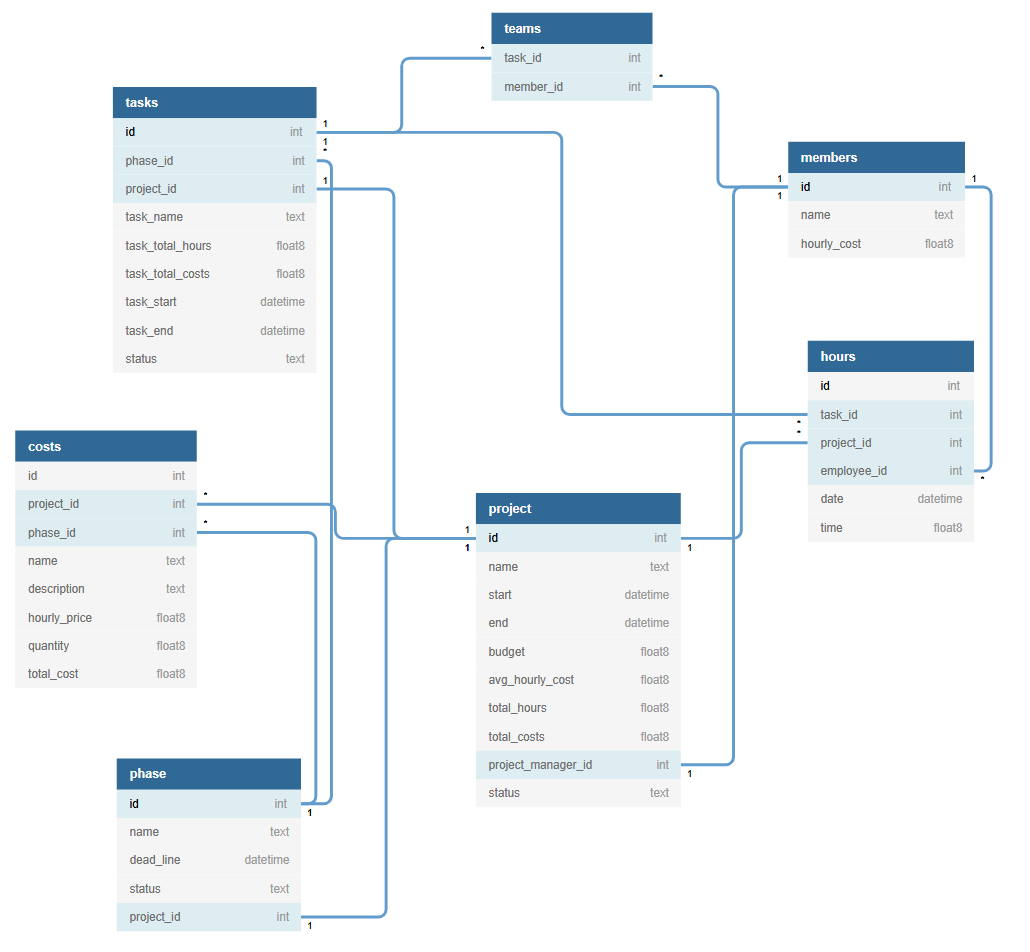 teams
task_id int
member_id int
*
*
tasks
id int
phase_id int
project_id int
task_name text
task_total_hours float8
task_total_costs float8
task_start datetime
task_end datetime
status text
1
1
*
1
members
id int
name text
hourly_cost float8
1
1
1
hours
id int
task_id int
project_id int
employee_id int
date datetime
time float8
*
*
*
costs
id int
project_id int
phase_id int
name text
description text
hourly_price float8
quantity float8
total_cost float8
*
*
project
id int
name text
start datetime
end datetime
budget float8
avg_hourly_cost float8
total_hours float8
total_costs float8
project_manager_id int
status text
1
1
1
1
phase
id int
name text
dead_line datetime
status text
project_id int
1
1